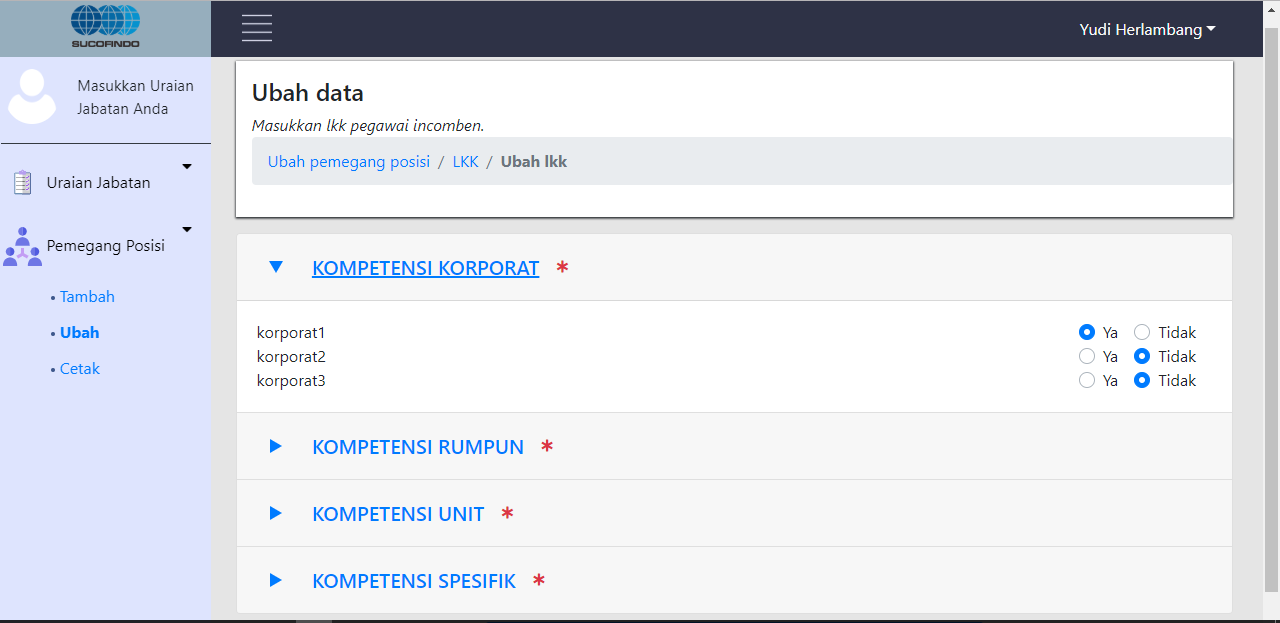 SUCOFINDO
Yudi Herlambang
Masukkan Uraian
Jabatan Anda
Uraian Jabatan
Pemegang Posisi
• Tambah
• Ubah
• Cetak
Ubah data
Masukkan lkk pegawai incomben.
Ubah pemegang posisi / LKK / Ubah lkk
KOMPETENSI KORPORAT *
korporat1 Ya Tidak
korporat2 Ya Tidak
korporat3 Ya Tidak
KOMPETENSI RUMPUN *
KOMPETENSI UNIT *
KOMPETENSI SPESIFIK *